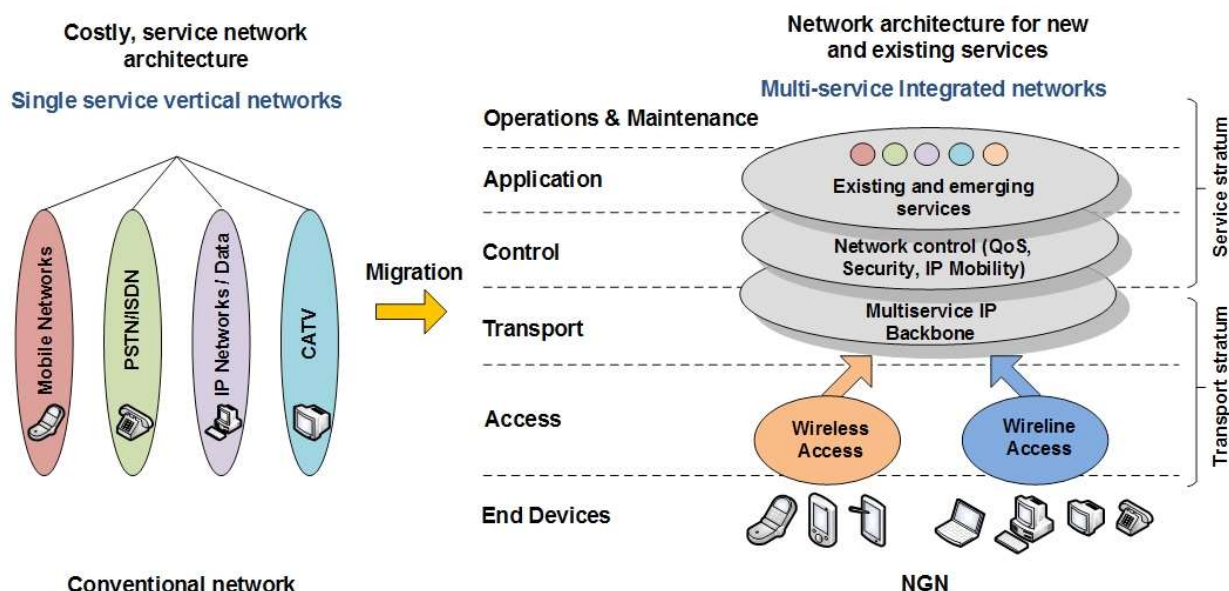 Costly, service network
architecture
Single service vertical networks
Mobile Networks
PSTN/ISDN
IP Networks / Data
CATV
Migration
Conventional network
Network architecture for new
and existing services
Multi-service Integrated networks
Operations & Maintenance
Application
Existing and emerging
services
Control
Network control (QoS,
Security, IP Mobility)
Transport
Multiservice IP
Backbone
Access
Wireless
Access
Wireline
Access
End Devices
Service stratum
Transport stratum
NGN